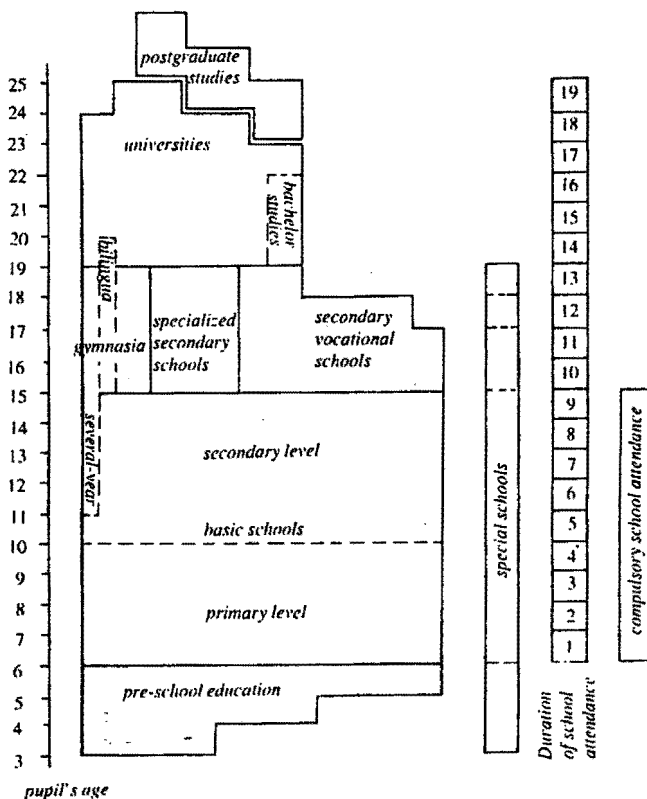 postgraduate
studies
25
24
23
22
21
20
19
18
17
16
15
14
13
12
11
10
9
8
7
6
5
4
3
pupil's age
universities
bachelor
studies
bilingua
gymnasia
several-year
specialized
secondary
schools
secondary
vocational
schools
secondary level
basic schools
primary level
pre-school education
special schools
19
18
17
16
15
14
13
12
11
10
9
8
7
6
5
4
3
2
1
Duration
of school
attendance
compulsory school attendance